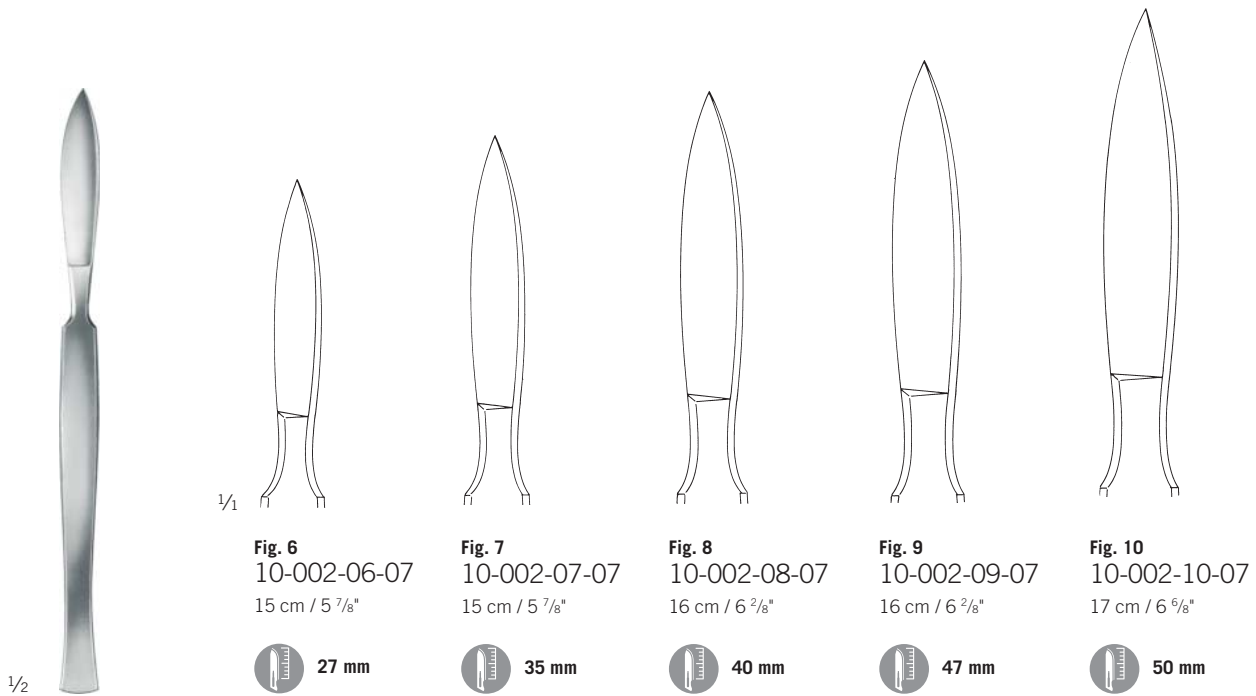 1/2
1/1
Fig. 6
10-002-06-07
15 cm / 5 7/8"
27 mm
Fig. 7
10-002-07-07
15 cm / 5 7/8"
35 mm
Fig. 8
10-002-08-07
16 cm / 6 2/8"
40 mm
Fig. 9
10-002-09-07
16 cm / 6 2/8"
47 mm
Fig. 10
10-002-10-07
17 cm / 6 6/8"
50 mm